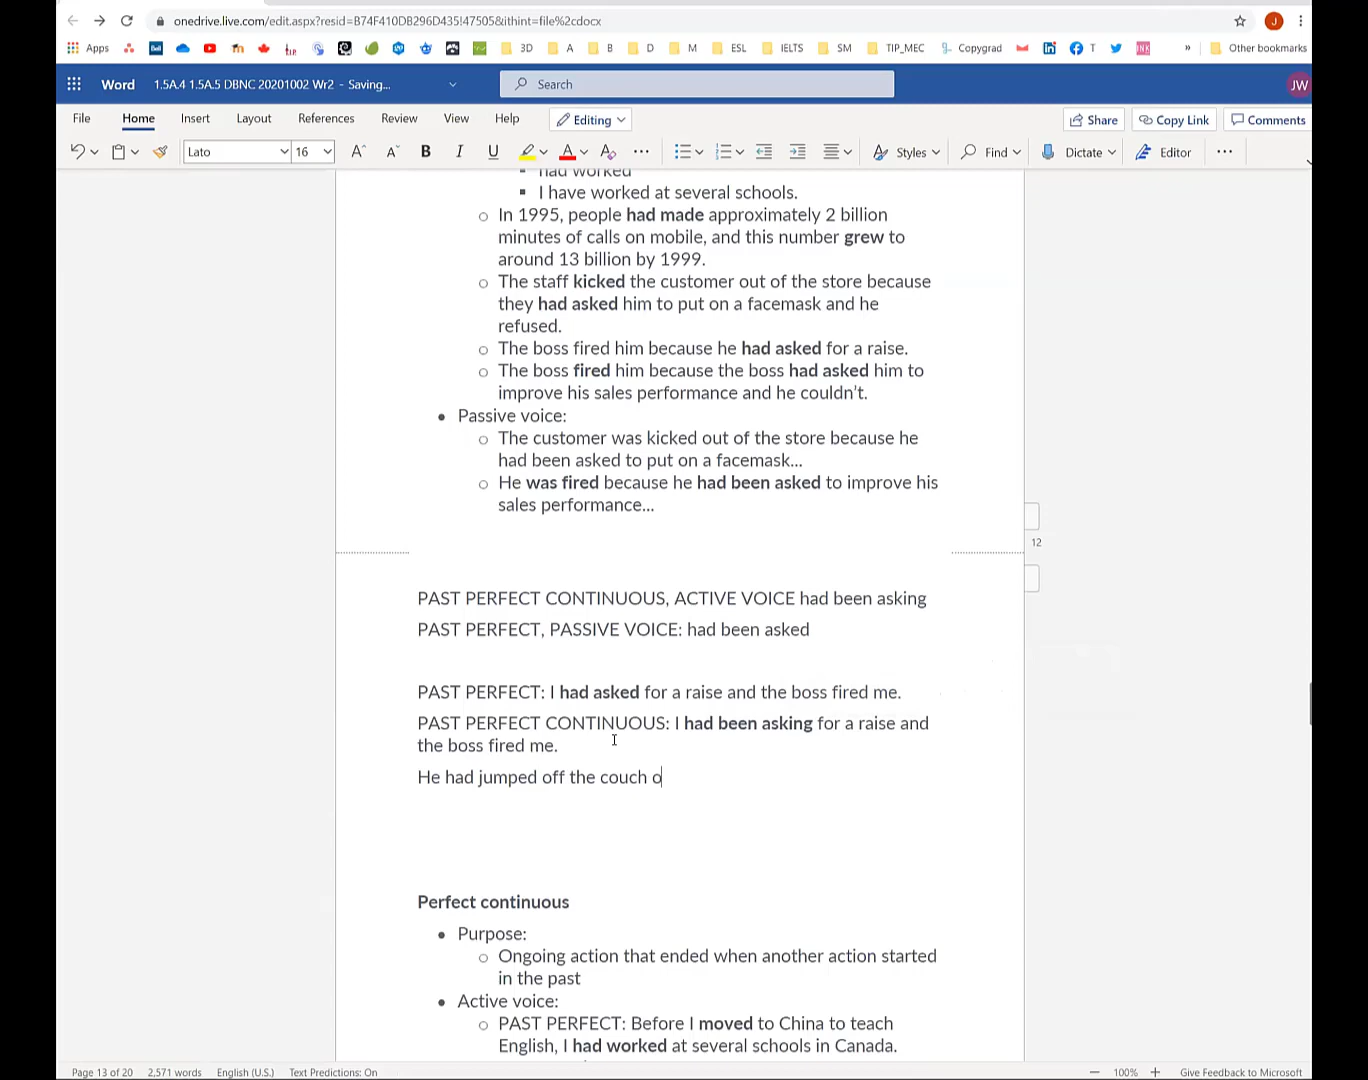 onedrive.live.com/edit.aspx?resid=B74F410DB296D435!47505&ithint=file%2cdocx
J
Apps 3D A B D M ESL IELTS SM TIP_MEC Copygrad T » Other bookmarks
Word 1.5A.4 1.5A.5 DBNC 20201002 Wr2 - Saving... Search JW
File Home Insert Layout References Review View Help Editing Share Copy Link Comments
Lato 16 A A B I U A ... Styles Find Dictate Editor ...
had worked
I have worked at several schools.
In 1995, people had made approximately 2 billion
minutes of calls on mobile, and this number grew to
around 13 billion by 1999.
The staff kicked the customer out of the store because
they had asked him to put on a facemask and he
refused.
The boss fired him because he had asked for a raise.
The boss fired him because the boss had asked him to
improve his sales performance and he couldn't.
Passive voice:
The customer was kicked out of the store because he
had been asked to put on a facemask...
He was fired because he had been asked to improve his
sales performance...
12
PAST PERFECT CONTINUOUS, ACTIVE VOICE had been asking
PAST PERFECT, PASSIVE VOICE: had been asked
PAST PERFECT: I had asked for a raise and the boss fired me.
PAST PERFECT CONTINUOUS: I had been asking for a raise and
the boss fired me.
He had jumped off the couch o
Perfect continuous
Purpose:
Ongoing action that ended when another action started
in the past
Active voice:
PAST PERFECT: Before I moved to China to teach
English, I had worked at several schools in Canada.
Page 13 of 20 2,571 words English (U.S.) Text Predictions: On — 100% + Give Feedback to Microsoft